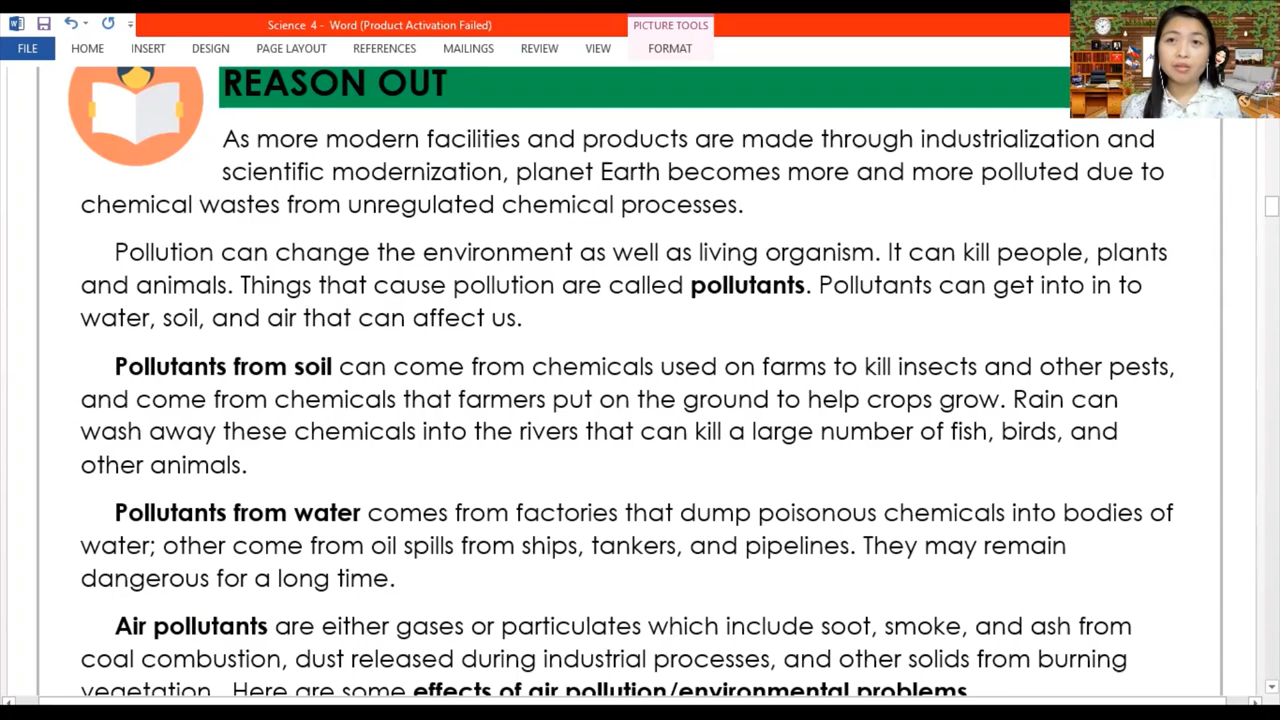 Science 4 - Word (Product Activation Failed)
PICTURE TOOLS
FILE HOME INSERT DESIGN PAGE LAYOUT REFERENCES MAILINGS REVIEW VIEW FORMAT
REASON OUT
As more modern facilities and products are made through industrialization and
scientific modernization, planet Earth becomes more and more polluted due to
chemical wastes from unregulated chemical processes.
Pollution can change the environment as well as living organism. It can kill people, plants
and animals. Things that cause pollution are called pollutants. Pollutants can get into in to
water, soil, and air that can affect us.
Pollutants from soil can come from chemicals used on farms to kill insects and other pests,
and come from chemicals that farmers put on the ground to help crops grow. Rain can
wash away these chemicals into the rivers that can kill a large number of fish, birds, and
other animals.
Pollutants from water comes from factories that dump poisonous chemicals into bodies of
water; other come from oil spills from ships, tankers, and pipelines. They may remain
dangerous for a long time.
Air pollutants are either gases or particulates which include soot, smoke, and ash from
coal combustion, dust released during industrial processes, and other solids from burning
vegetation. Here are some effects of air pollution/environmental problems